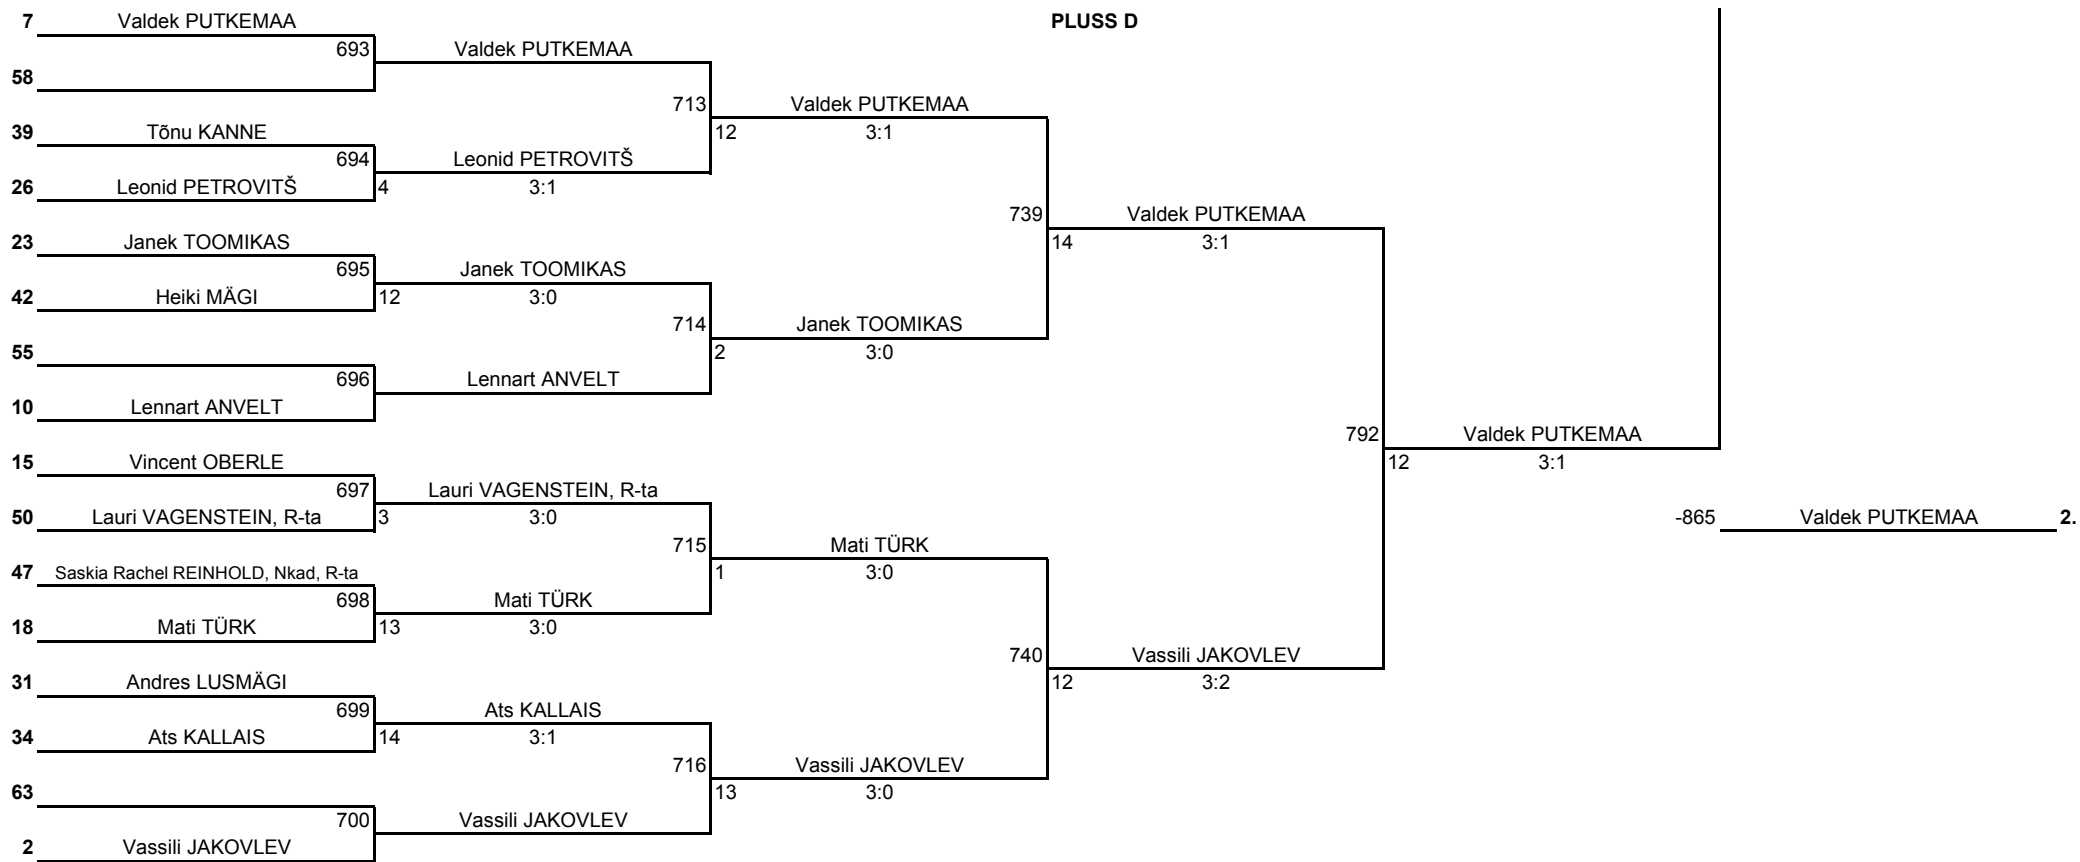 7 Valdek PUTKEMAA PLUSS D
693 Valdek PUTKEMAA
58
713 Valdek PUTKEMAA
39 Tõnu KANNE 12 3:1
694 Leonid PETROVITŠ
26 Leonid PETROVITŠ 4 3:1
739 Valdek PUTKEMAA
23 Janek TOOMIKAS 14 3:1
695 Janek TOOMIKAS
42 Heiki MÄGI 12 3:0
714 Janek TOOMIKAS
55 2 3:0
696 Lennart ANVELT
10 Lennart ANVELT
792 Valdek PUTKEMAA
15 Vincent OBERLE 12 3:1
697 Lauri VAGENSTEIN, R-ta
50 Lauri VAGENSTEIN, R-ta 3 3:0 -865 Valdek PUTKEMAA 2.
715 Mati TÜRK
47 Saskia Rachel REINHOLD, Nkad, R-ta 1 3:0
698 Mati TÜRK
18 Mati TÜRK 13 3:0
740 Vassili JAKOVLEV
31 Andres LUSMÄGI 12 3:2
699 Ats KALLAIS
34 Ats KALLAIS 14 3:1
716 Vassili JAKOVLEV
63 13 3:0
700 Vassili JAKOVLEV
2 Vassili JAKOVLEV